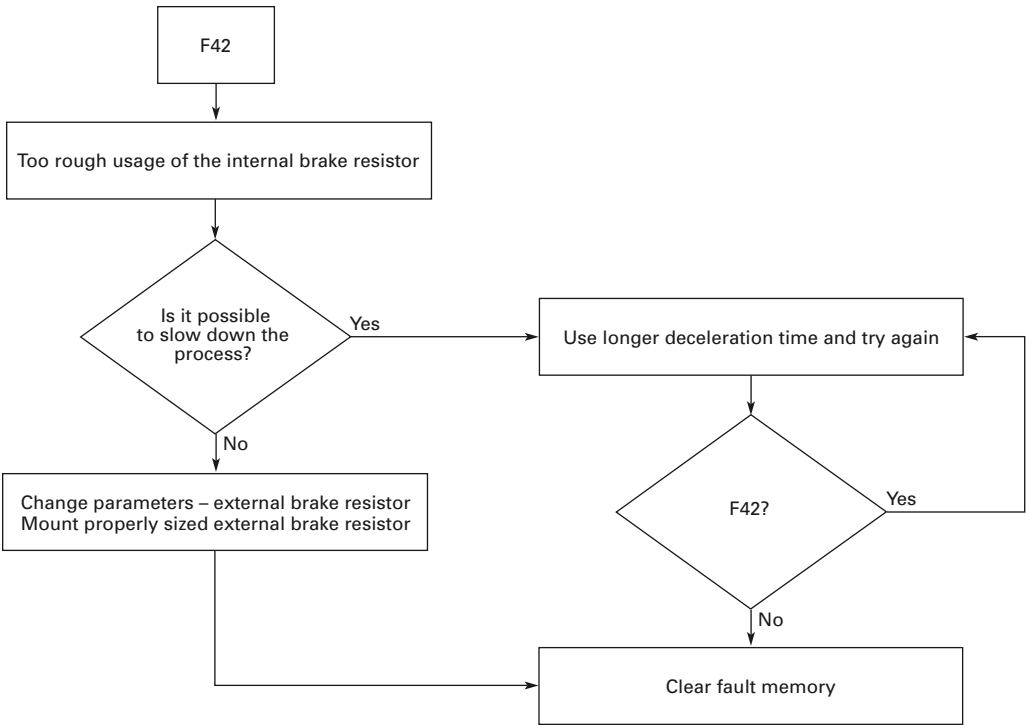 F42
Too rough usage of the internal brake resistor
Is it possible
to slow down the
process?
Yes
Use longer deceleration time and try again
No
Change parameters – external brake resistor
Mount properly sized external brake resistor
F42?
Yes
No
Clear fault memory